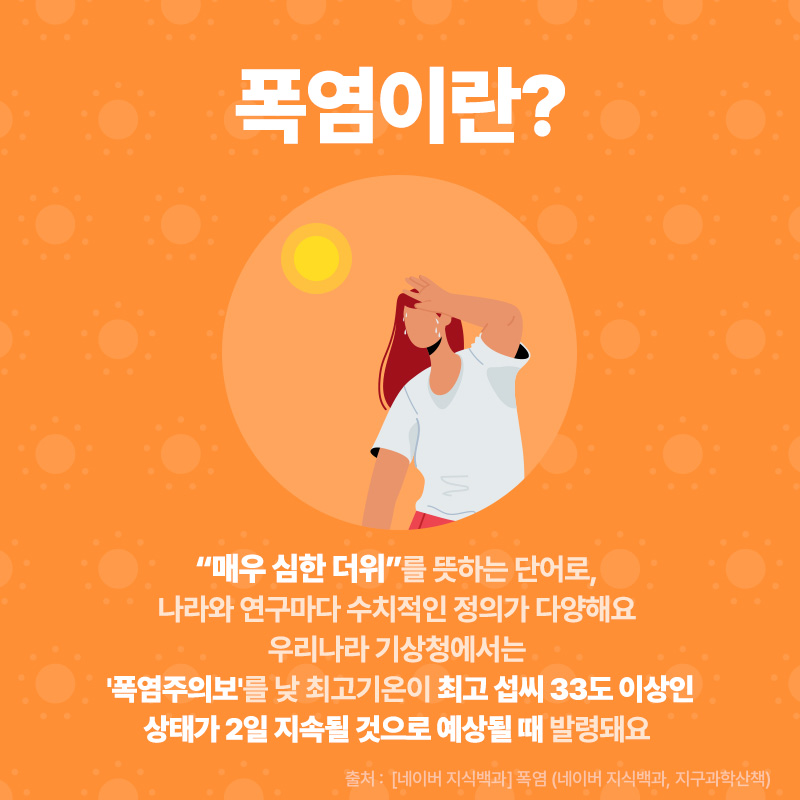 폭염이란?
“매우 심한 더위”를 뜻하는 단어로,
나라와 연구마다 수치적인 정의가 다양해요
우리나라 기상청에서는
'폭염주의보'를 낮 최고기온이 최고 섭씨 33도 이상인
상태가 2일 지속될 것으로 예상될 때 발령돼요
출처 : [네이버 지식백과] 폭염 (네이버 지식백과, 지구과학산책)